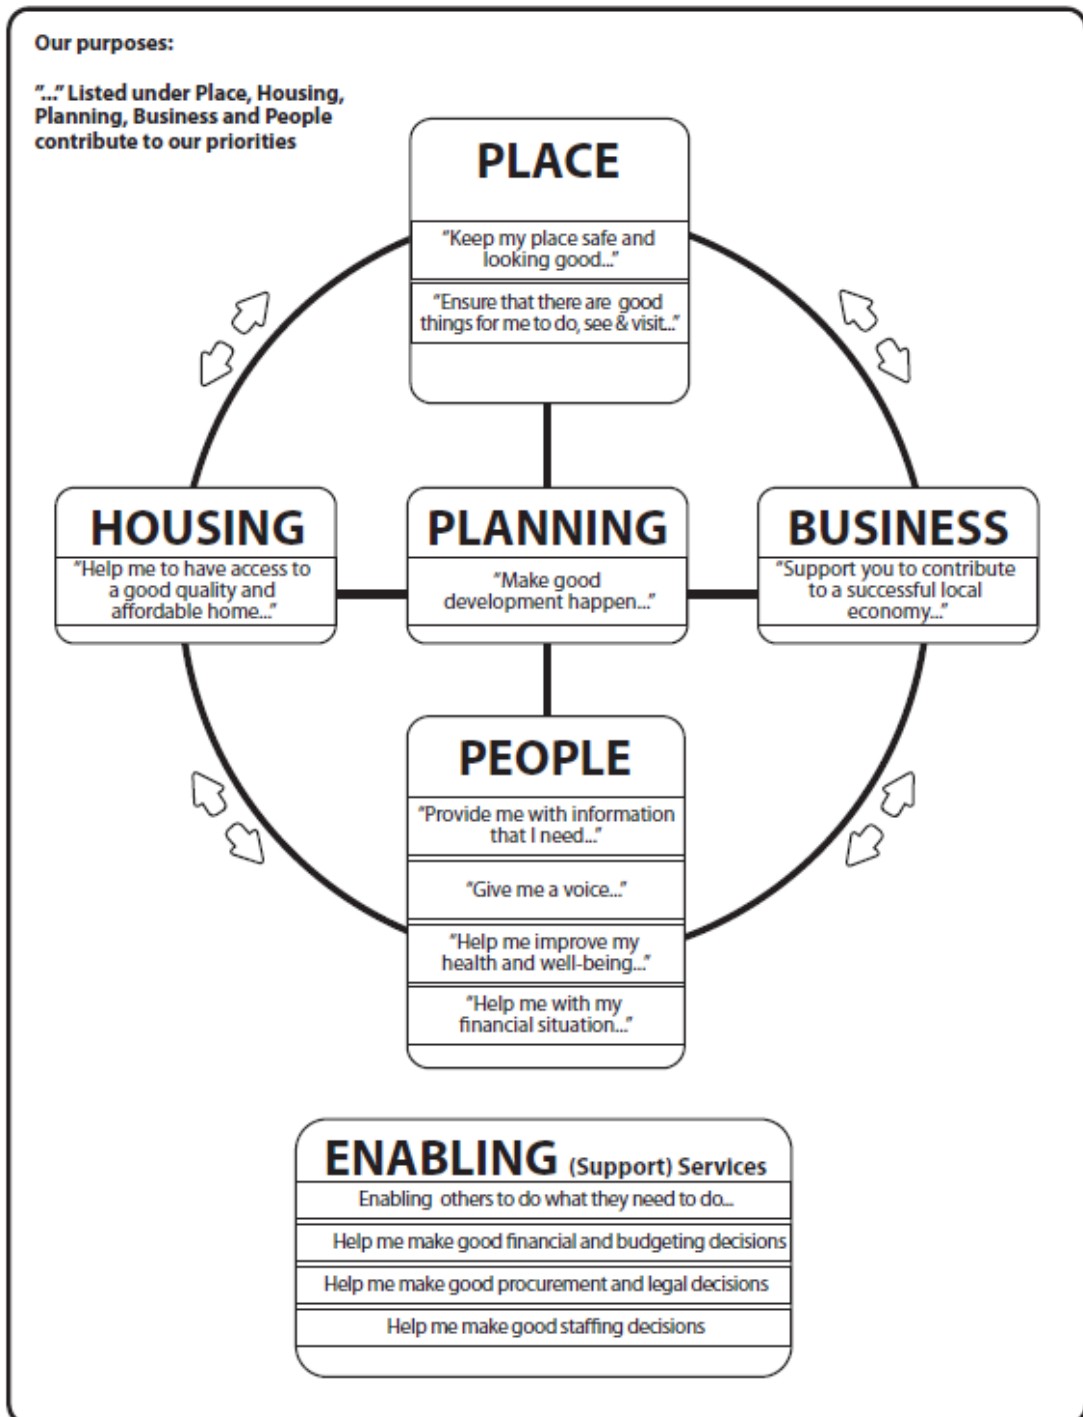 Our purposes:
"..." Listed under Place, Housing,
Planning, Business and People
contribute to our priorities
PLACE
"Keep my place safe and
looking good..."
"Ensure that there are good
things for me to do, see & visit..."
HOUSING
"Help me to have access to
a good quality and
affordable home..."
PLANNING
"Make good
development happen..."
BUSINESS
"Support you to contribute
to a successful local
economy..."
PEOPLE
"Provide me with information
that I need..."
"Give me a voice..."
"Help me improve my
health and well-being..."
"Help me with my
financial situation..."
ENABLING (Support) Services
Enabling others to do what they need to do...
Help me make good financial and budgeting decisions
Help me make good procurement and legal decisions
Help me make good staffing decisions